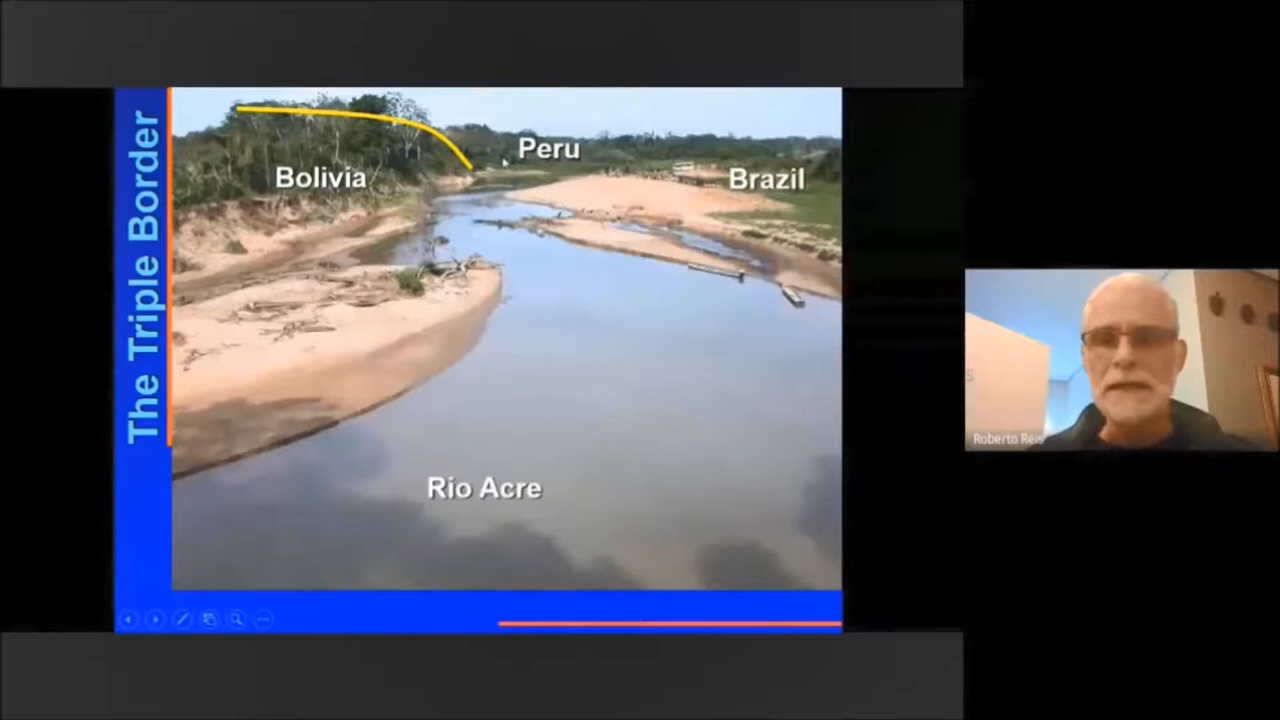 The Triple Border
Peru
Bolivia
Brazil
Rio Acre
Roberto Reis